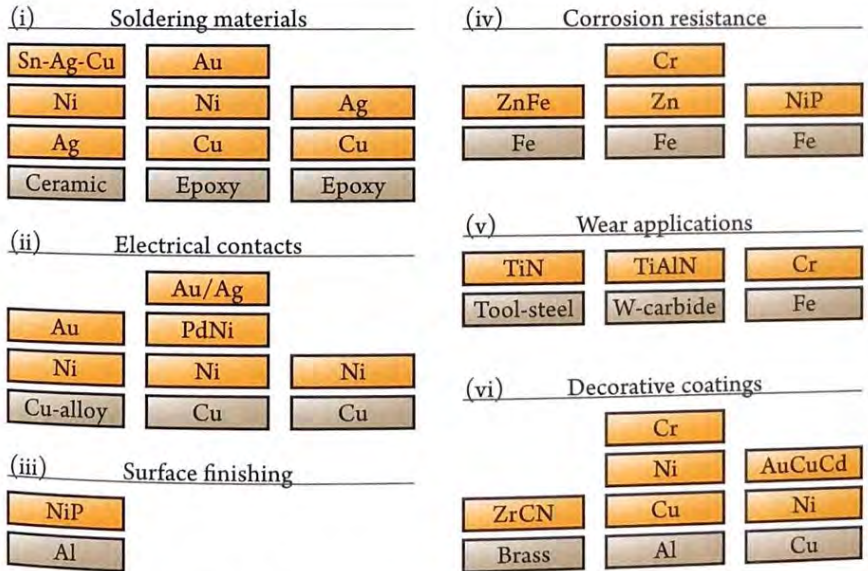 (i) Soldering materials
Sn-Ag-Cu Au
Ni Ni Ag
Ag Cu Cu
Ceramic Epoxy Epoxy
(ii) Electrical contacts
Au/Ag
Au PdNi
Ni Ni Ni
Cu-alloy Cu Cu
(iii) Surface finishing
NiP
Al
(iv) Corrosion resistance
Cr
ZnFe Zn NiP
Fe Fe Fe
(v) Wear applications
TiN TiAlN Cr
Tool-steel W-carbide Fe
(vi) Decorative coatings
Cr
Ni AuCuCd
ZrCN Cu Ni
Brass Al Cu